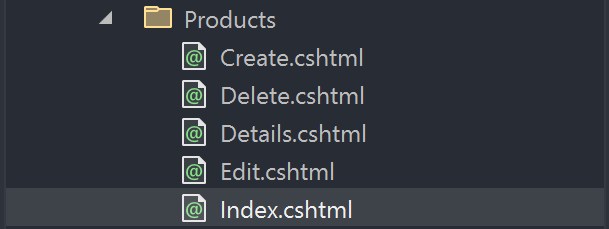 Products
@ Create.cshtml
@ Delete.cshtml
@ Details.cshtml
@ Edit.cshtml
@ Index.cshtml